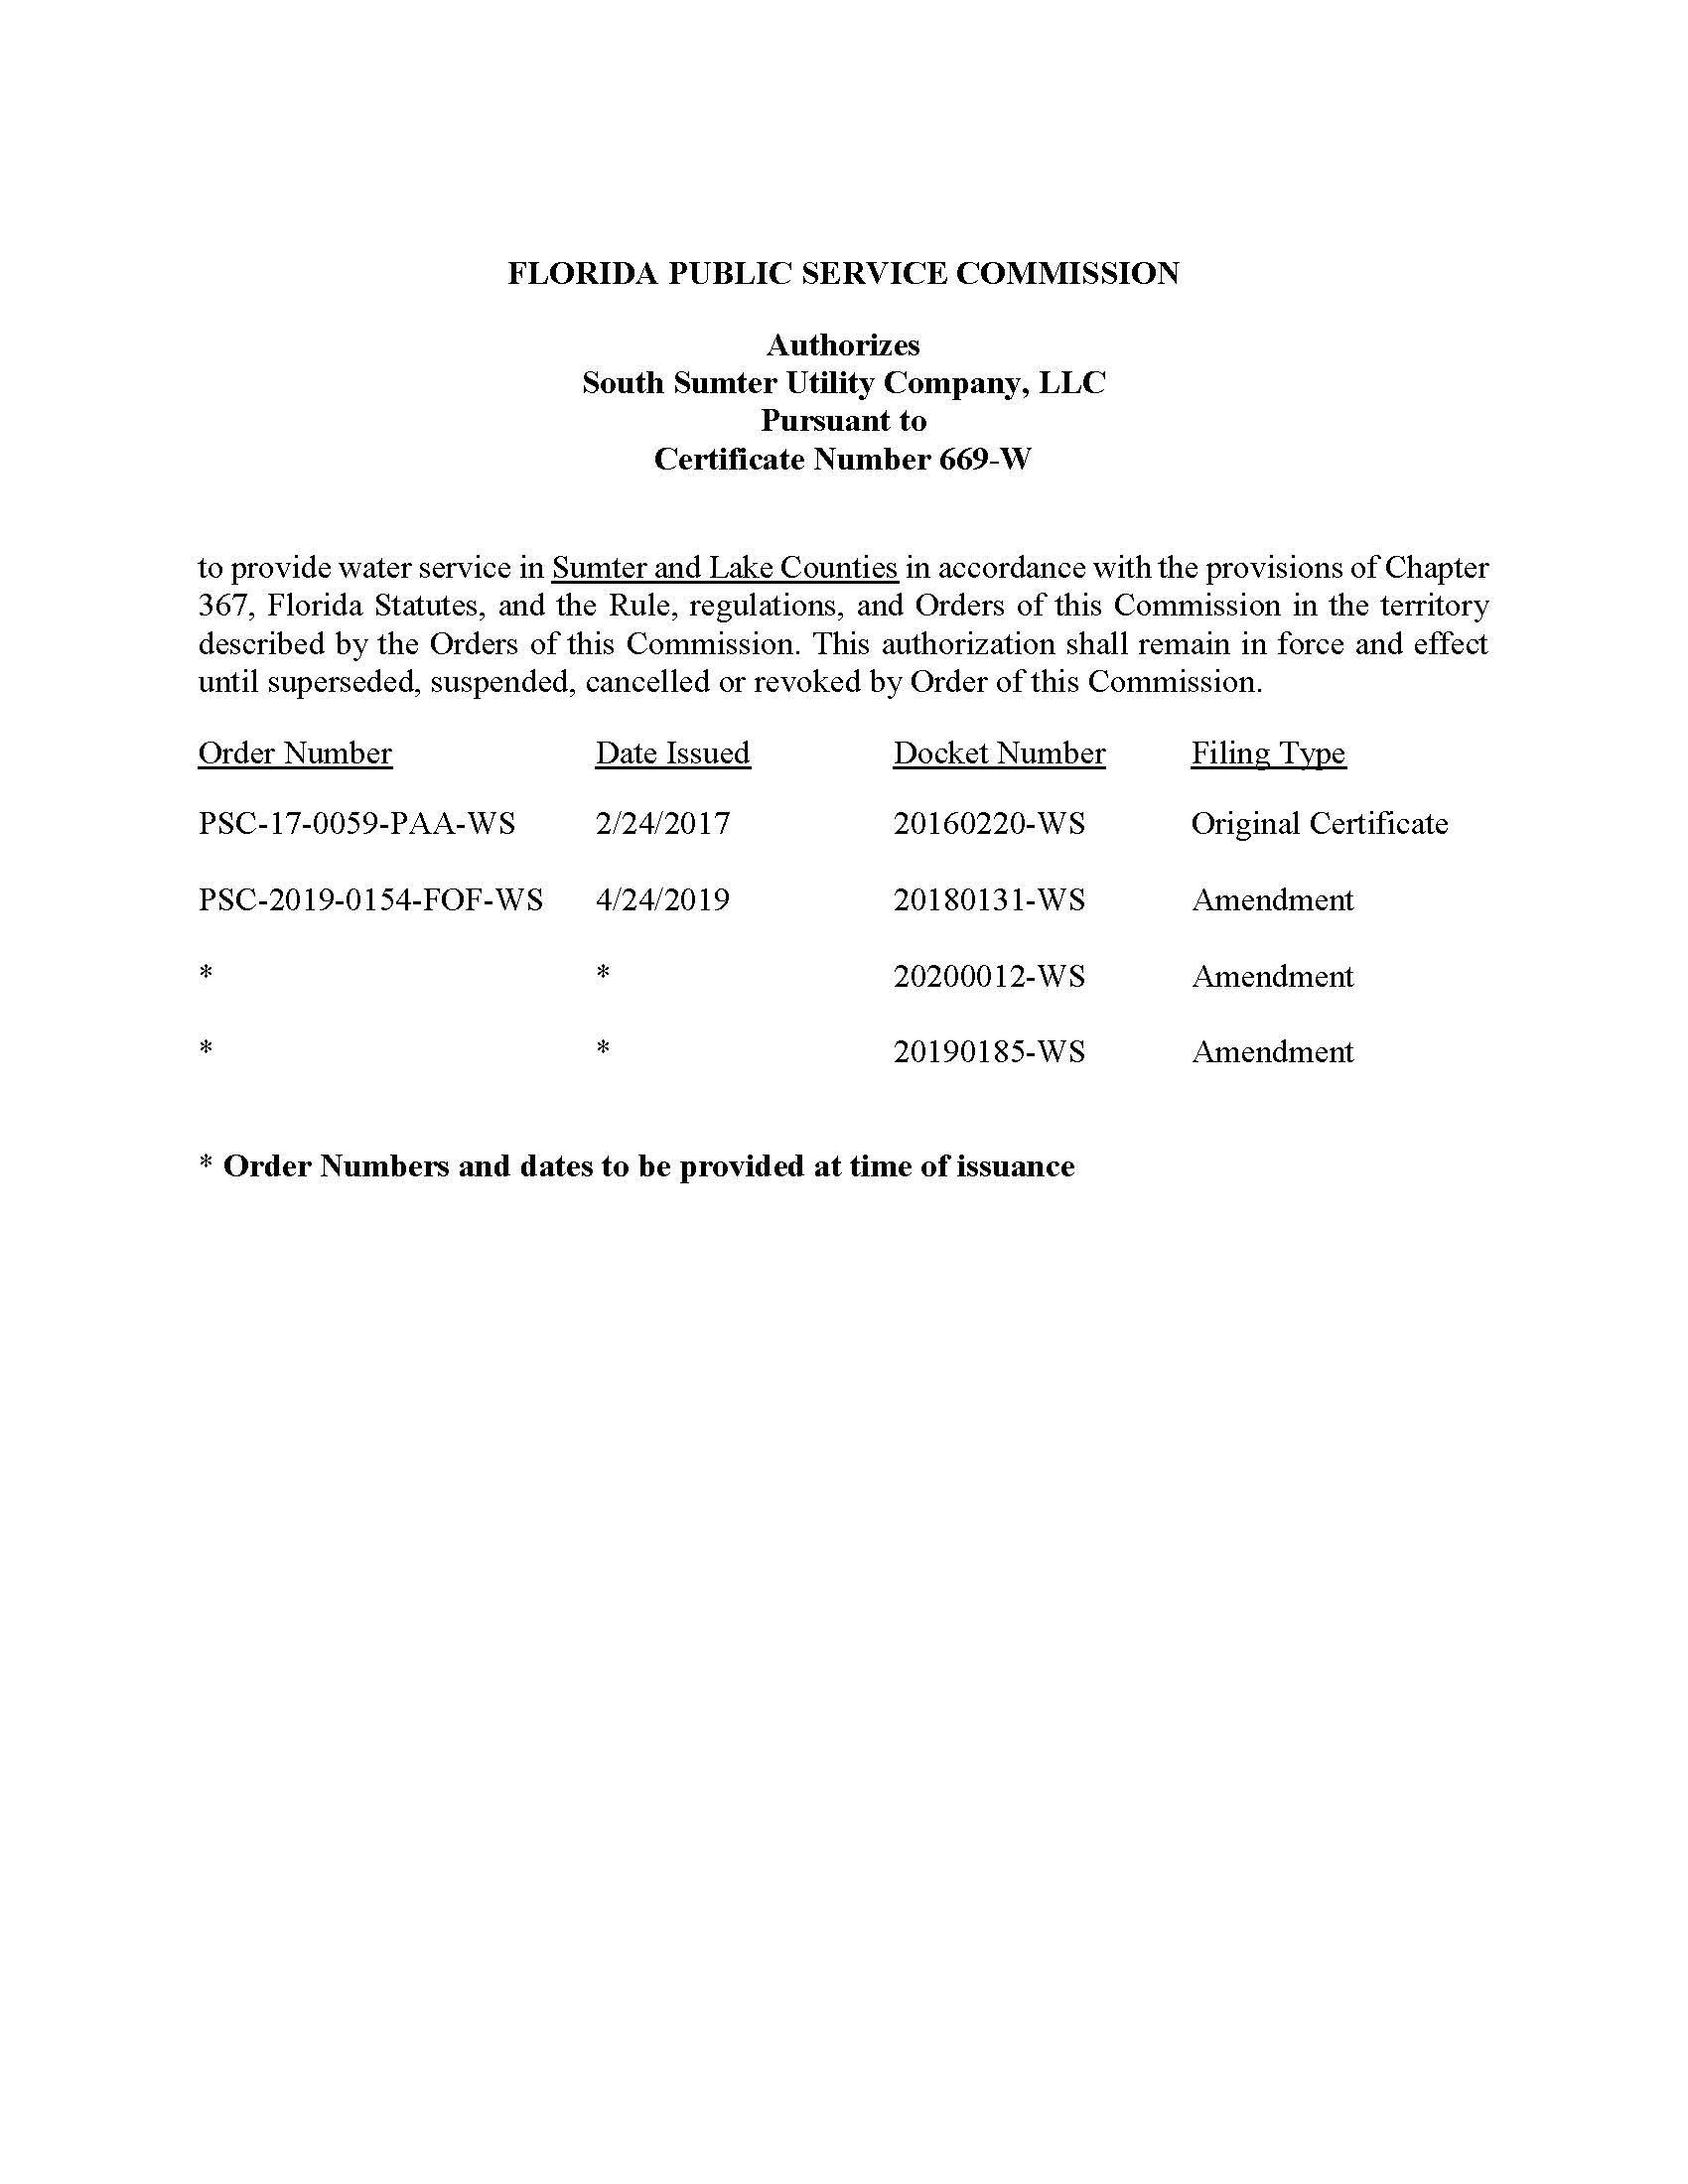 FLORIDA PUBLIC SERVICE COMMISSION
Authorizes
South Sumter Utility Company, LLC
Pursuant to
Certificate Number 669-W
to provide water service in Sumter and Lake Counties in accordance with the provisions of Chapter
367, Florida Statutes, and the Rule, regulations, and Orders of this Commission in the territory
described by the Orders of this Commission. This authorization shall remain in force and effect
until superseded, suspended, cancelled or revoked by Order of this Commission.
Order Number Date Issued Docket Number Filing Type
PSC-17-0059-PAA-WS 2/24/2017 20160220-WS Original Certificate
PSC-2019-0154-FOF-WS 4/24/2019 20180131-WS Amendment
* * 20200012-WS Amendment
* * 20190185-WS Amendment
* Order Numbers and dates to be provided at time of issuance